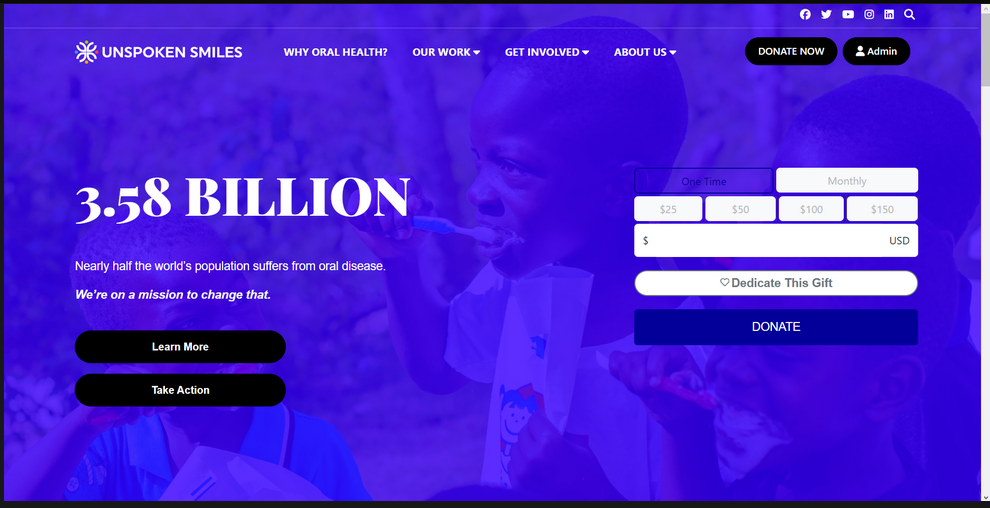 UNSPOKEN SMILES
WHY ORAL HEALTH?
OUR WORK
GET INVOLVED
ABOUT US
DONATE NOW
Admin
3.58 BILLION
Nearly half the world's population suffers from oral disease.
We're on a mission to change that.
Learn More
Take Action
One Time
Monthly
$25
$50
$100
$150
$
USD
Dedicate This Gift
DONATE